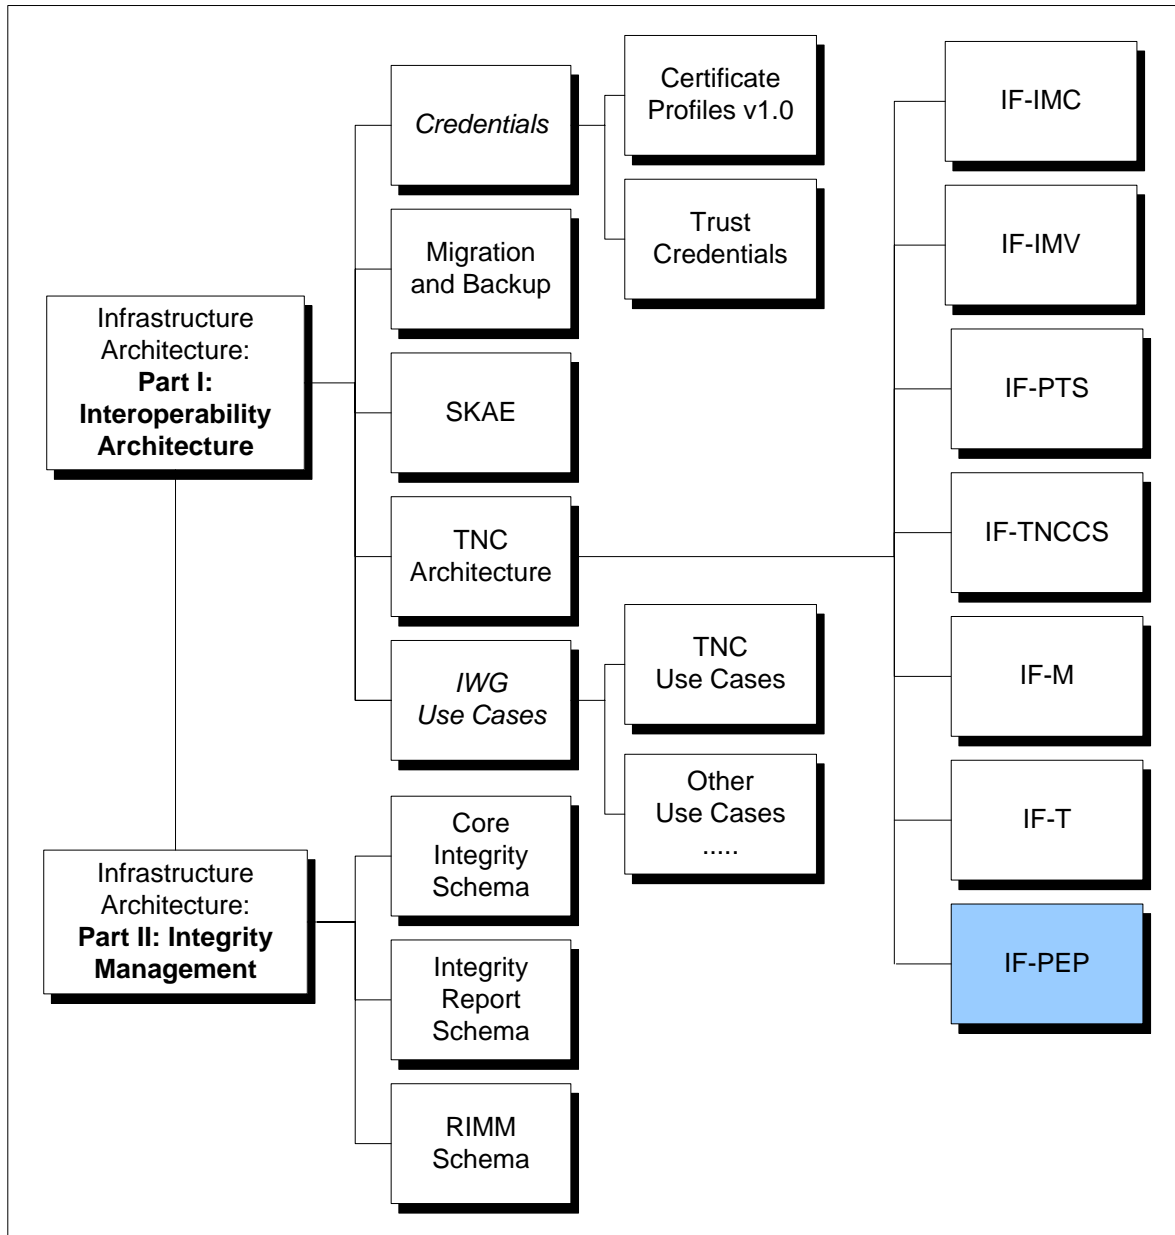 Infrastructure
Architecture:
Part I:
Interoperability
Architecture
Credentials
Certificate
Profiles v1.0
Trust
Credentials
Migration
and Backup
SKAE
TNC
Architecture
IF-IMC
IF-IMV
IF-PTS
IF-TNCCS
IF-M
IF-T
IF-PEP
IWG
Use Cases
TNC
Use Cases
Other
Use Cases
.....
Infrastructure
Architecture:
Part II: Integrity
Management
Core
Integrity
Schema
Integrity
Report
Schema
RIMM
Schema